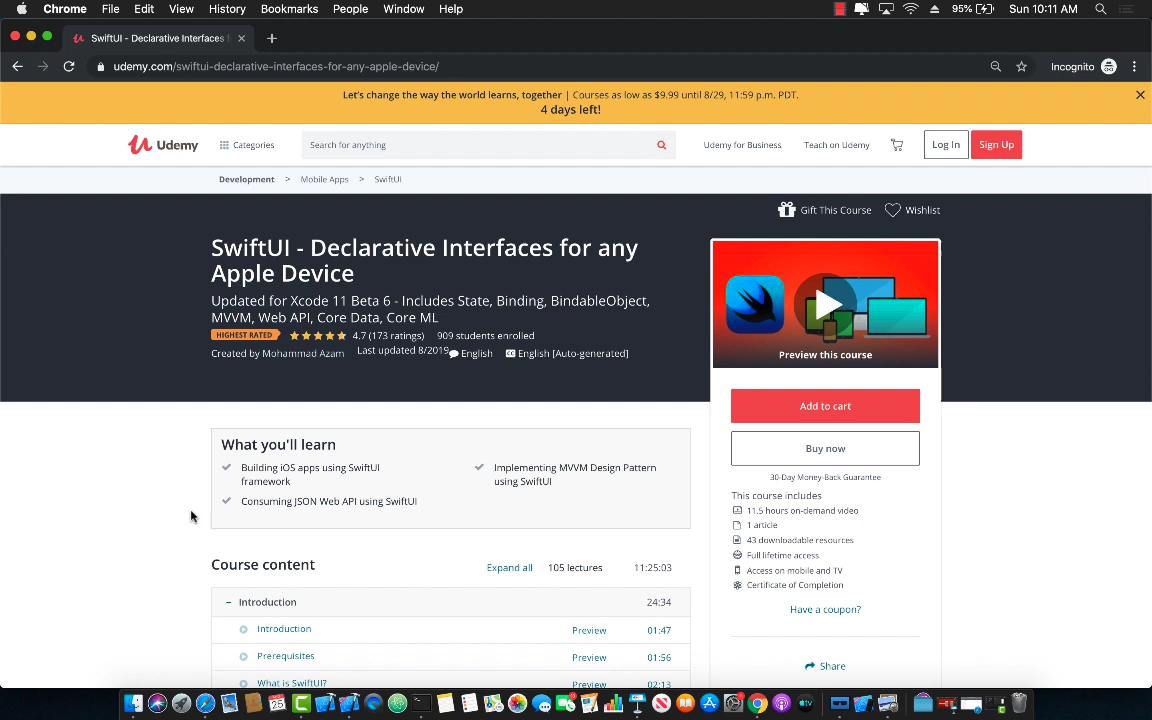 Chrome File Edit View History Bookmarks People Window Help 95% Sun 10:11 AM
SwiftUI - Declarative Interfaces f
udemy.com/swiftui-declarative-interfaces-for-any-apple-device/ Incognito
Let's change the way the world learns, together | Courses as low as $9.99 until 8/29, 11:59 p.m. PDT.
4 days left!
Udemy Categories Search for anything Udemy for Business Teach on Udemy Log In Sign Up
Development > Mobile Apps > SwiftUI
Gift This Course Wishlist
SwiftUI - Declarative Interfaces for any
Apple Device
Updated for Xcode 11 Beta 6 - Includes State, Binding, BindableObject,
MVVM, Web API, Core Data, Core ML
HIGHEST RATED 4.7 (173 ratings) 909 students enrolled
Created by Mohammad Azam Last updated 8/2019 English English [Auto-generated]
Preview this course
Add to cart
Buy now
30-Day Money-Back Guarantee
This course includes
11.5 hours on-demand video
1 article
43 downloadable resources
Full lifetime access
Access on mobile and TV
Certificate of Completion
Have a coupon?
Share
What you'll learn
Building iOS apps using SwiftUI
framework
Implementing MVVM Design Pattern
using SwiftUI
Consuming JSON Web API using SwiftUI
Course content Expand all 105 lectures 11:25:03
Introduction 24:34
Introduction Preview 01:47
Prerequisites Preview 01:56
What is SwiftUI? Preview 02:13